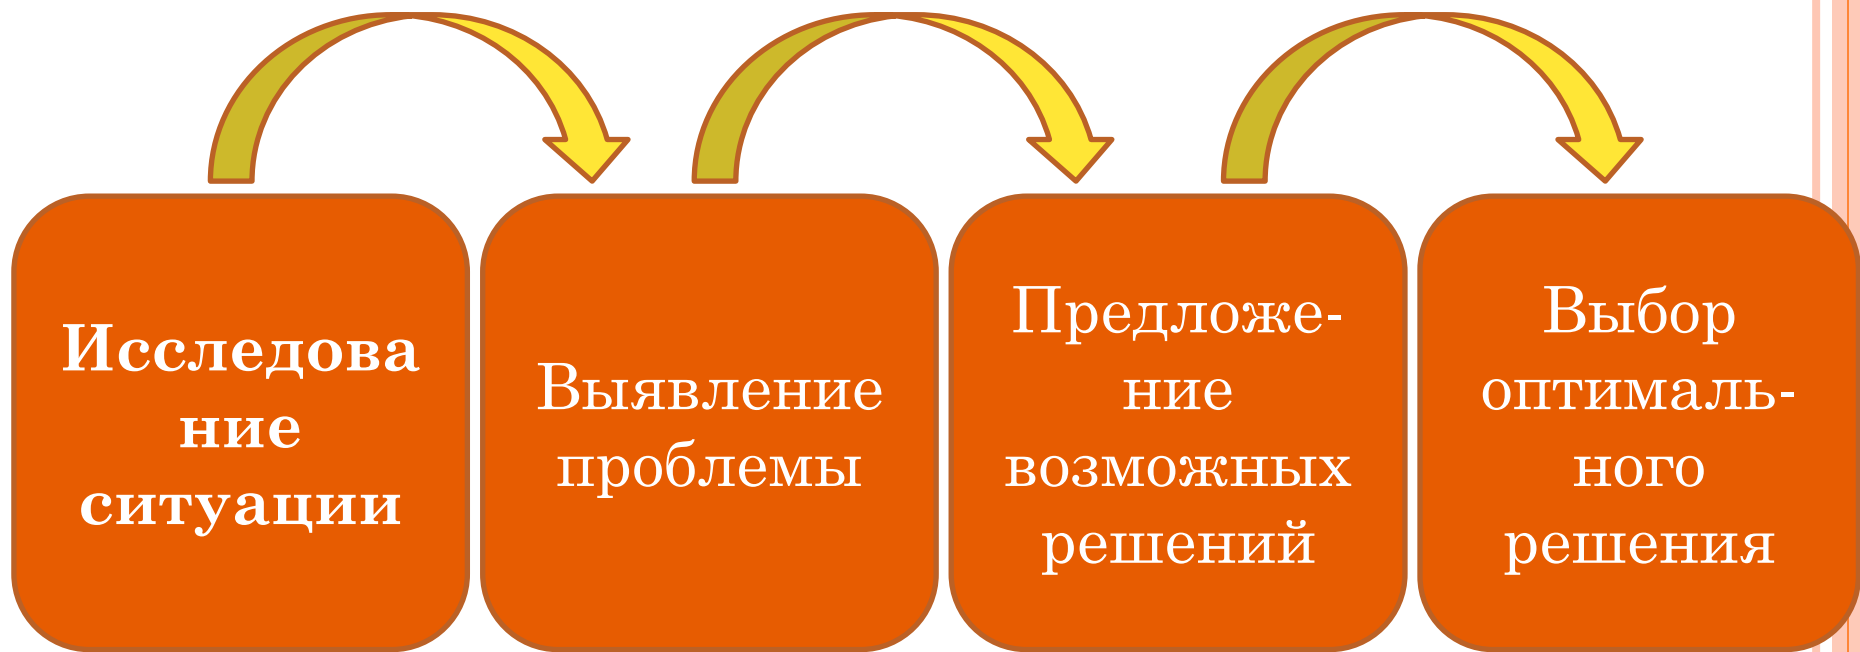 Исследова
ние
ситуации
Выявление
проблемы
Предложе-
ние
возможных
решений
Выбор
оптималь-
ного
решения